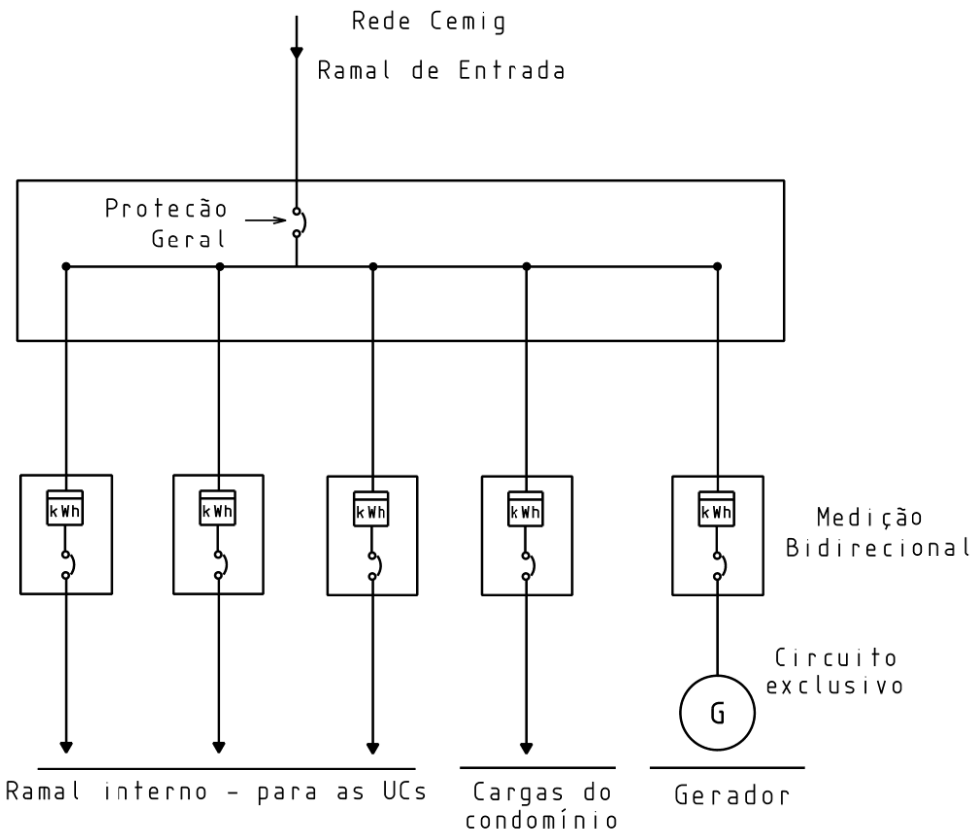 Rede Cemig
Ramal de Entrada
Protecão
Geral
kWh
kWh
kWh
kWh
kWh
Medição
Bidirecional
Circuito
exclusivo
G
Ramal interno - para as UCs
Cargas do
condomínio
Gerador